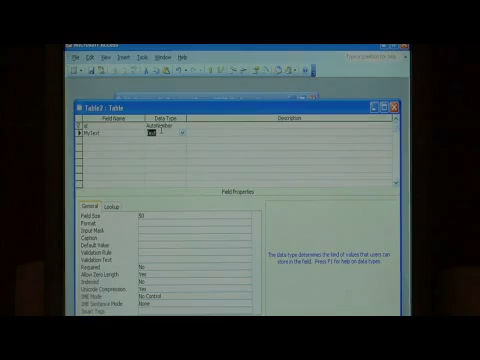 Microsoft Access
File Edit View Insert Tools Window Help
Type a question for help
Table2 : Table
Field Name Data Type Description
id AutoNumber
MyText Text
Field Properties
General Lookup
Field Size 50
Format
Input Mask
Caption
Default Value
Validation Rule
Validation Text
Required No
Allow Zero Length Yes
Indexed No
Unicode Compression Yes
IME Mode No Control
IME Sentence Mode None
Smart Tags
The data type determines the kind of values that users can
store in the field. Press F1 for help on data types.